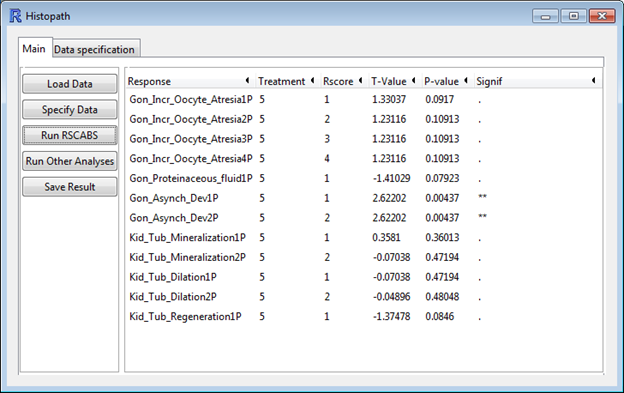 Histopath
Main Data specification
Load Data
Specify Data
Run RSCABS
Run Other Analyses
Save Result
Response Treatment Rscore T-Value P-value Signif
Gon_Incr_Oocyte_Atresia1P 5 1 1.33037 0.0917 .
Gon_Incr_Oocyte_Atresia2P 5 2 1.23116 0.10913 .
Gon_Incr_Oocyte_Atresia3P 5 3 1.23116 0.10913 .
Gon_Incr_Oocyte_Atresia4P 5 4 1.23116 0.10913 .
Gon_Proteinaceous_fluid1P 5 1 -1.41029 0.07923 .
Gon_Asynch_Dev1P 5 1 2.62202 0.00437 **
Gon_Asynch_Dev2P 5 2 2.62202 0.00437 **
Kid_Tub_Mineralization1P 5 1 0.3581 0.36013 .
Kid_Tub_Mineralization2P 5 2 -0.07038 0.47194 .
Kid_Tub_Dilation1P 5 1 -0.07038 0.47194 .
Kid_Tub_Dilation2P 5 2 -0.04896 0.48048 .
Kid_Tub_Regeneration1P 5 1 -1.37478 0.0846 .